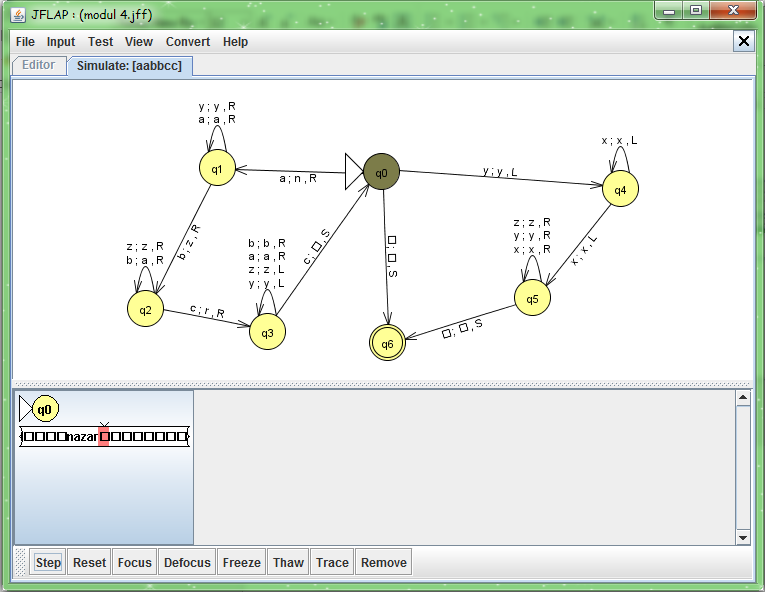 JFLAP : (modul 4.jff)
File Input Test View Convert Help
Editor Simulate: [aabbcc]
y ; y , R
a ; a , R
q1
a ; n , R
q0
y ; y , L
x ; x , L
q4
b ; z , R
z ; z , R
b ; a , R
q2
c ; r , R
b ; b , R
a ; a , R
z ; z , L
y ; y , L
q3
c ; □ , S
□ ; □ , S
q6
x ; x , L
z ; z , R
y ; y , R
x ; x , R
q5
□ ; □ , S
q0
□□□□nazar□□□□□□□□
Step Reset Focus Defocus Freeze Thaw Trace Remove